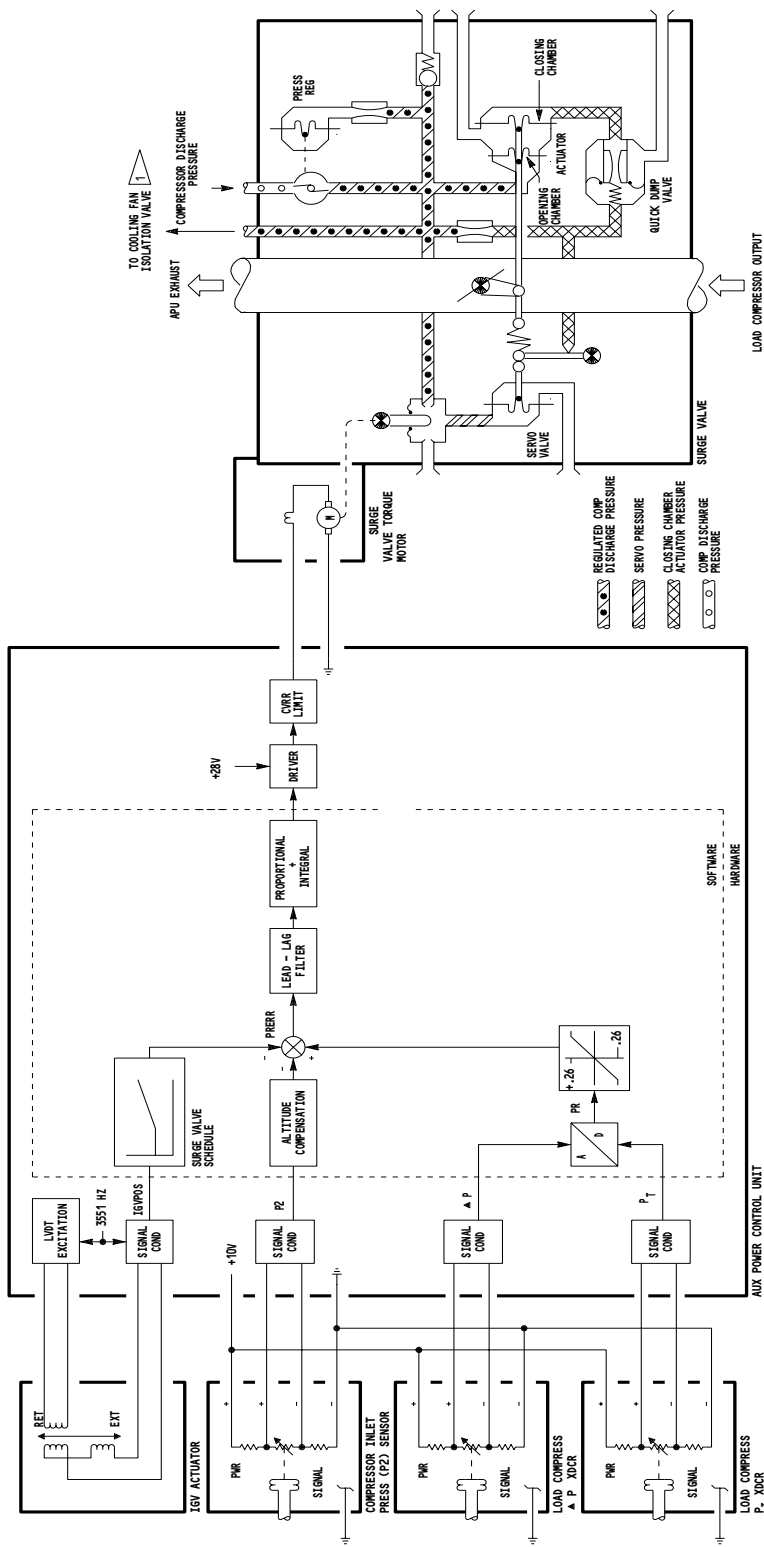 IGV ACTUATOR
RET
EXT
LVDT
EXCITATION
3551 HZ
SIGNAL
COND
IGVPOS
SURGE VALVE
SCHEDULE
COMPRESSOR INLET
PRESS (P2) SENSOR
PWR
SIGNAL
+
+
-
-
+10V
SIGNAL
COND
P2
ALTITUDE
COMPENSATION
-
-
+
PRERR
LEAD - LAG
FILTER
PROPORTIONAL
+
INTEGRAL
+28V
DRIVER
CVRR
LIMIT
LOAD COMPRESS
▲ P XDCR
PWR
SIGNAL
+
+
-
-
SIGNAL
COND
▲ P
A
D
PR
+.26
-.26
LOAD COMPRESS
PWR
SIGNAL
+
+
-
-
SIGNAL
COND
PT
SOFTWARE
HARDWARE
AUX POWER CONTROL UNIT
M
SURGE
VALVE TORQUE
MOTOR
REGULATED COMP
DISCHARGE PRESSURE
SERVO PRESSURE
CLOSING CHAMBER
ACTUATOR PRESSURE
COMP DISCHARGE
PRESSURE
SURGE VALVE
SERVO
VALVE
APU EXHAUST
TO COOLING FAN
ISOLATION VALVE
1
COMPRESSOR DISCHARGE
PRESSURE
PRESS
REG
OPENING
CHAMBER
ACTUATOR
CLOSING
CHAMBER
QUICK DUMP
VALVE
LOAD COMPRESSOR OUTPUT